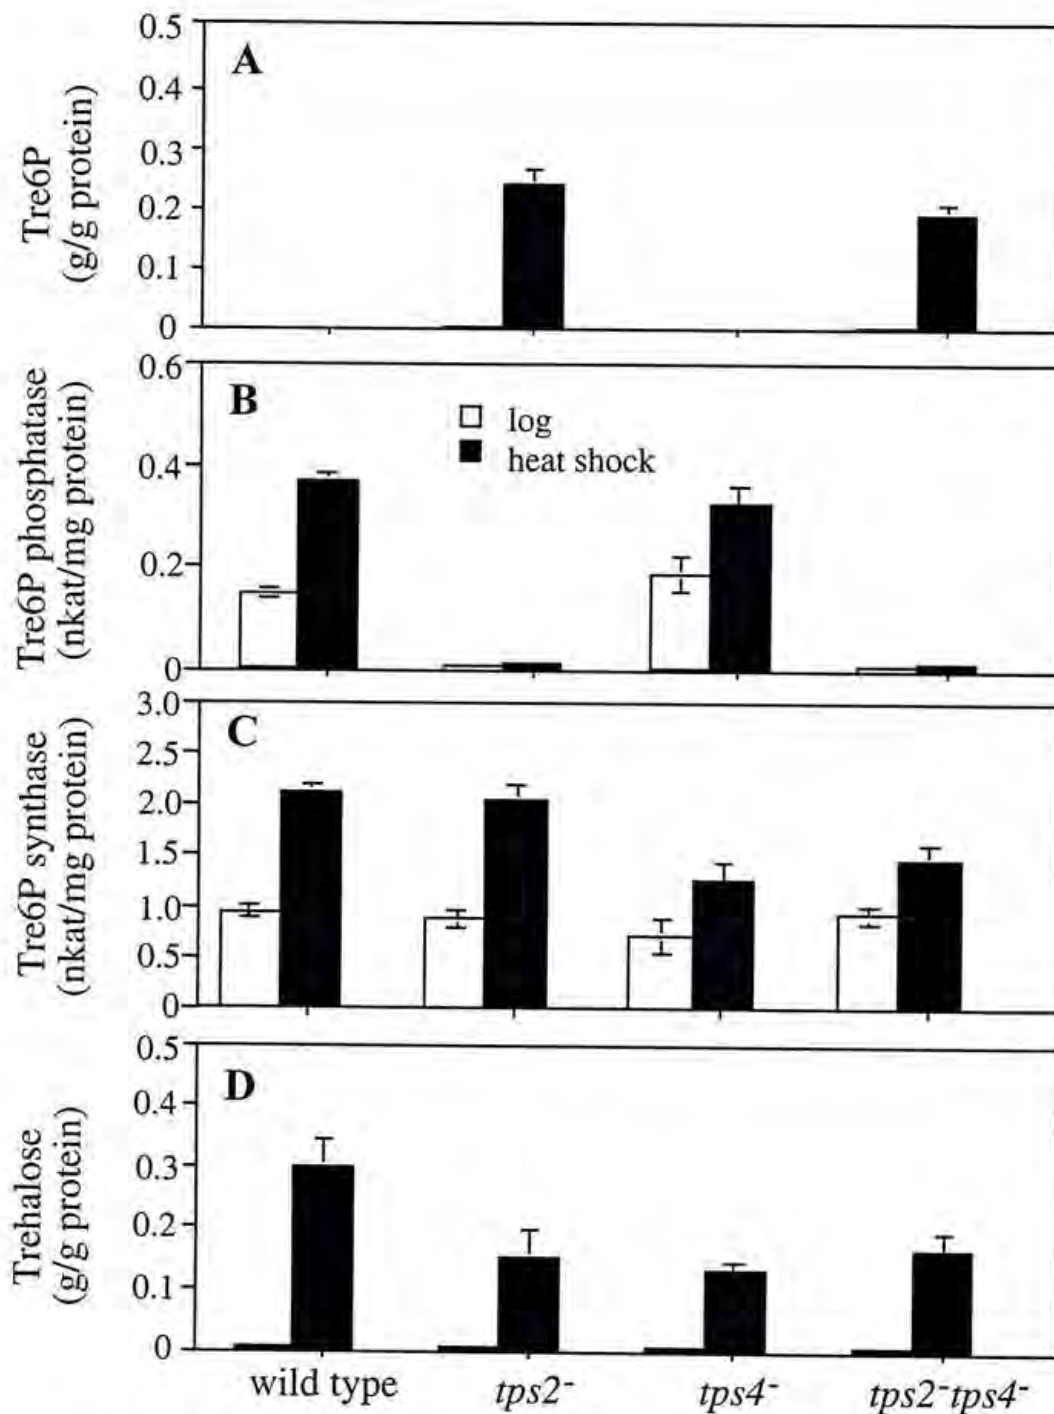 0.5
A
0.4
0.3
0.2
0.1
0
Tre6P
(g/g protein)
0.6
B
log
heat shock
0.4
0.2
0
Tre6P phosphatase
(nkat/mg protein)
3.0
C
2.5
2.0
1.5
1.0
0.5
0
Tre6P synthase
(nkat/mg protein)
0.5
D
0.4
0.3
0.2
0.1
0
Trehalose
(g/g protein)
wild type tps2- tps4- tps2-tps4-